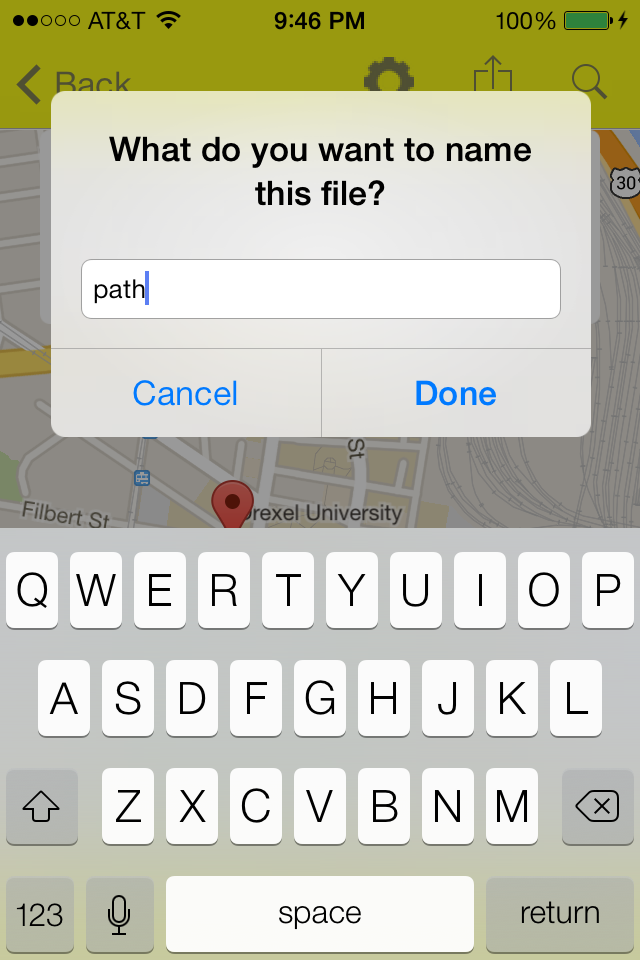 AT&T 9:46 PM 100%
Back
What do you want to name
this file?
30
path
Cancel Done
St
Filbert St
Drexel University
Q W E R T Y U I O P
A S D F G H J K L
Z X C V B N M
123 space return